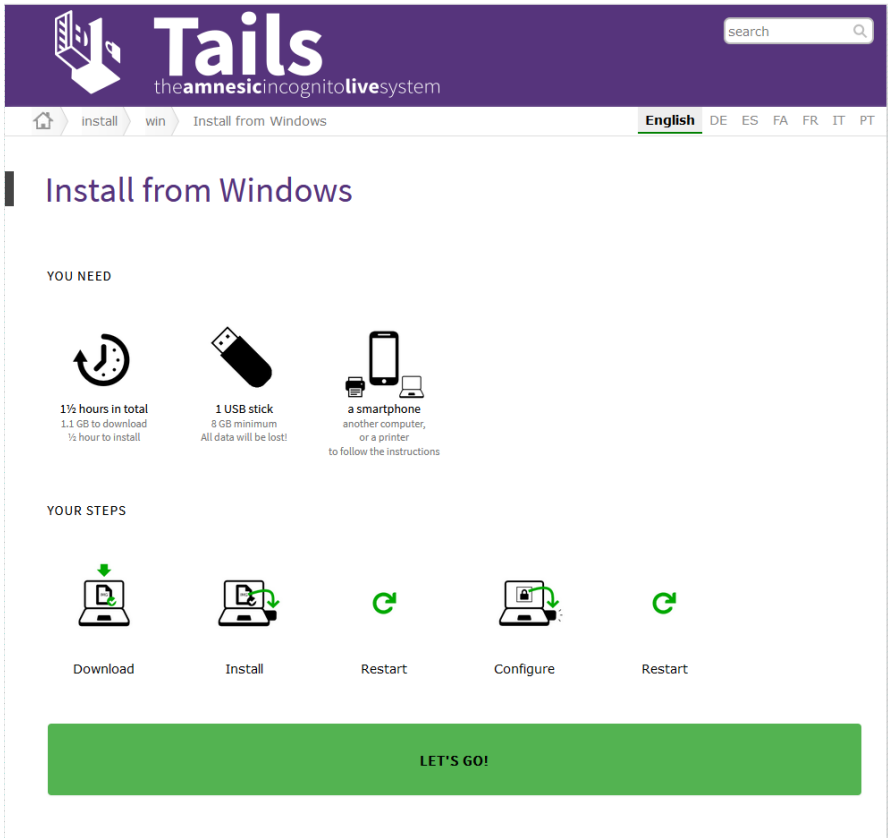 Tails
theamnesicincognitolivesystem
search
install win Install from Windows
English DE ES FA FR IT PT
Install from Windows
YOU NEED
1½ hours in total
1.1 GB to download
½ hour to install
1 USB stick
8 GB minimum
All data will be lost!
a smartphone
another computer,
or a printer
to follow the instructions
YOUR STEPS
Download
Install
Restart
Configure
Restart
LET'S GO!